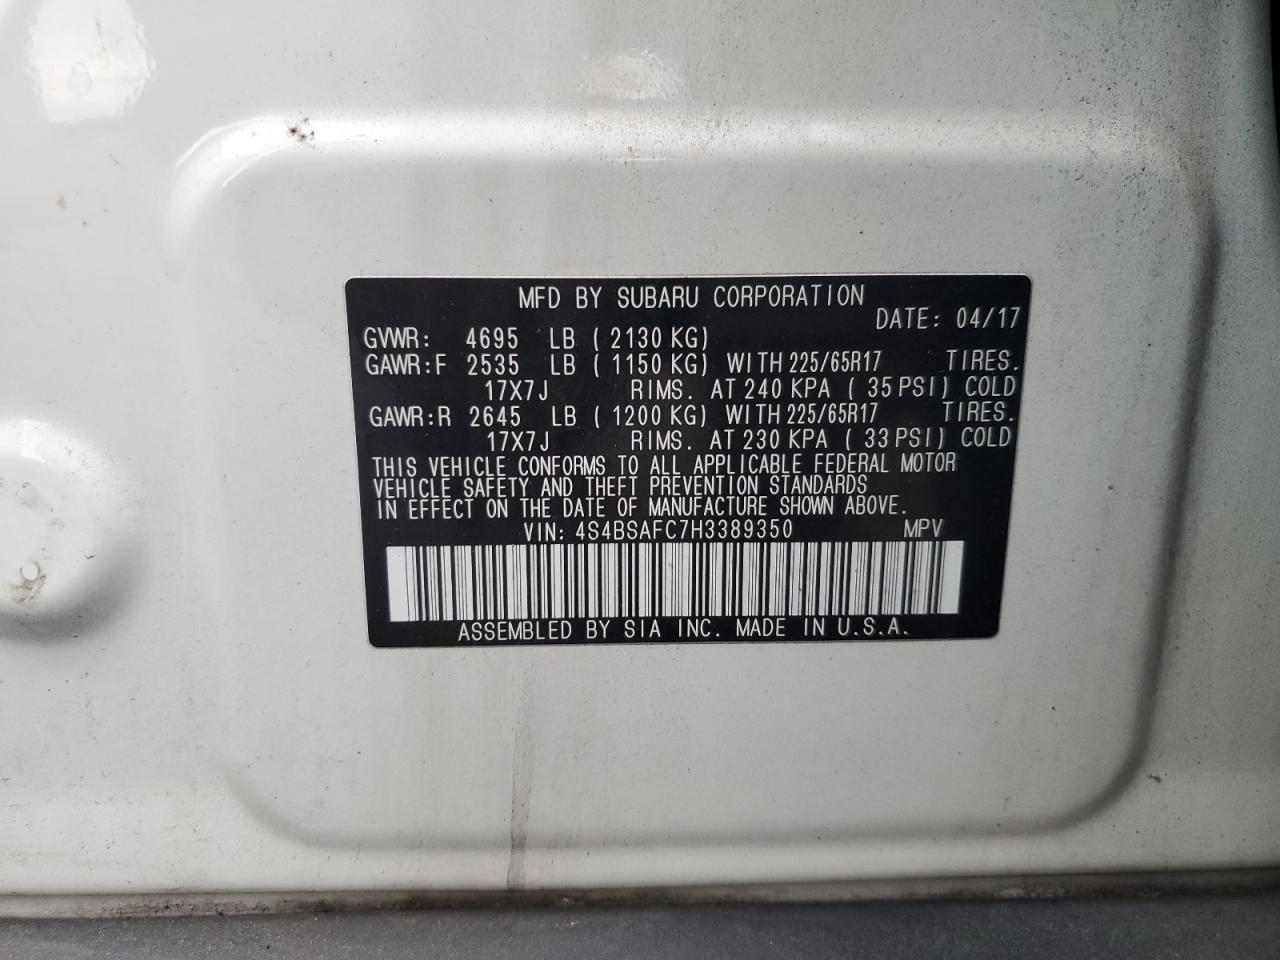 MFD BY SUBARU CORPORATION
DATE: 04/17
GVWR: 4695 LB ( 2130 KG)
GAWR:F 2535 LB ( 1150 KG) WITH 225/65R17 TIRES.
17X7J RIMS. AT 240 KPA ( 35 PSI) COLD
GAWR:R 2645 LB ( 1200 KG) WITH 225/65R17 TIRES.
17X7J RIMS. AT 230 KPA ( 33 PSI) COLD
THIS VEHICLE CONFORMS TO ALL APPLICABLE FEDERAL MOTOR
VEHICLE SAFETY AND THEFT PREVENTION STANDARDS
IN EFFECT ON THE DATE OF MANUFACTURE SHOWN ABOVE.
VIN: 4S4BSAFC7H3389350 MPV
ASSEMBLED BY SIA INC. MADE IN U.S.A.